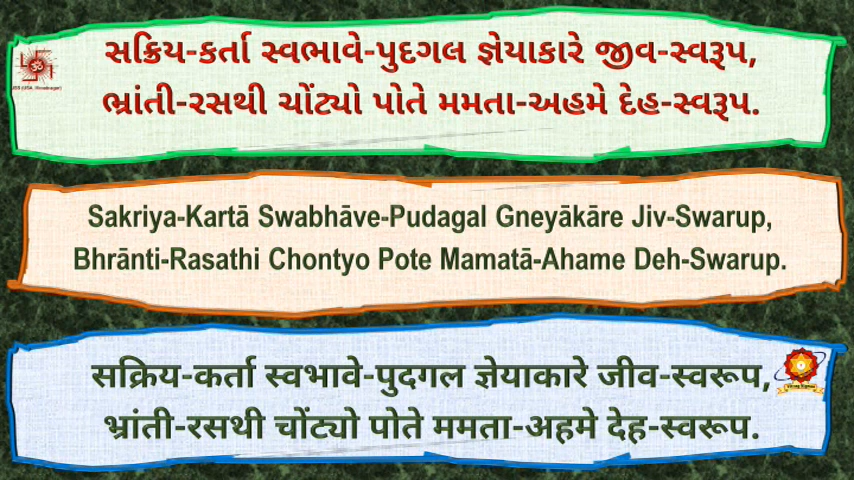 સક્રિય-કર્તા સ્વભાવે-પુદગલ જ્ઞેયાકારે જીવ-સ્વરૂપ,
ભ્રાંતી-રસથી ચોંટ્યો પોતે મમતા-અહમે દેહ-સ્વરૂપ.
Sakriya-Kartā Swabhāve-Pudagal Gneyākāre Jiv-Swarup,
Bhrānti-Rasathi Chontyo Pote Mamatā-Ahame Deh-Swarup.
सक्रिय-कर्ता स्वभावे-पुदगल ज्ञेयाकारे जीव-स्वरूप,
भ्रांती-रसथी चोंट्यो पोते ममता-अहमे देह-स्वरूप.